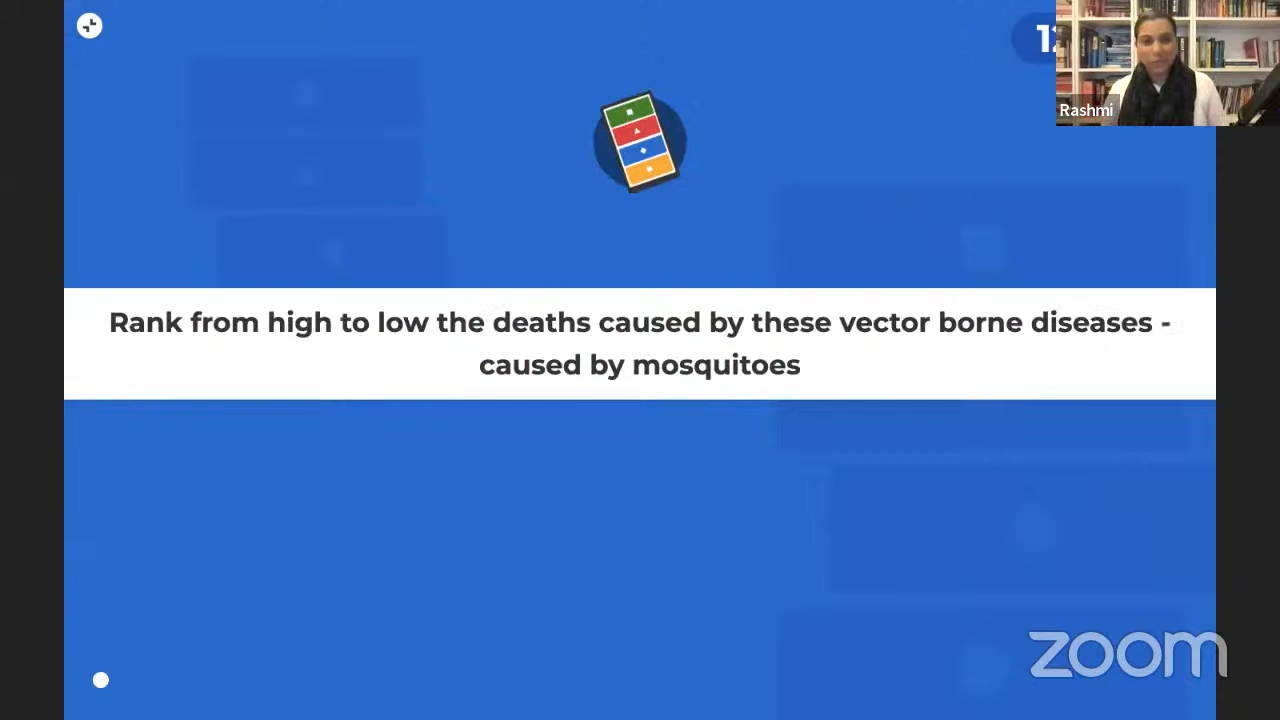 Rashmi
Rank from high to low the deaths caused by these vector borne diseases -
caused by mosquitoes
zoom